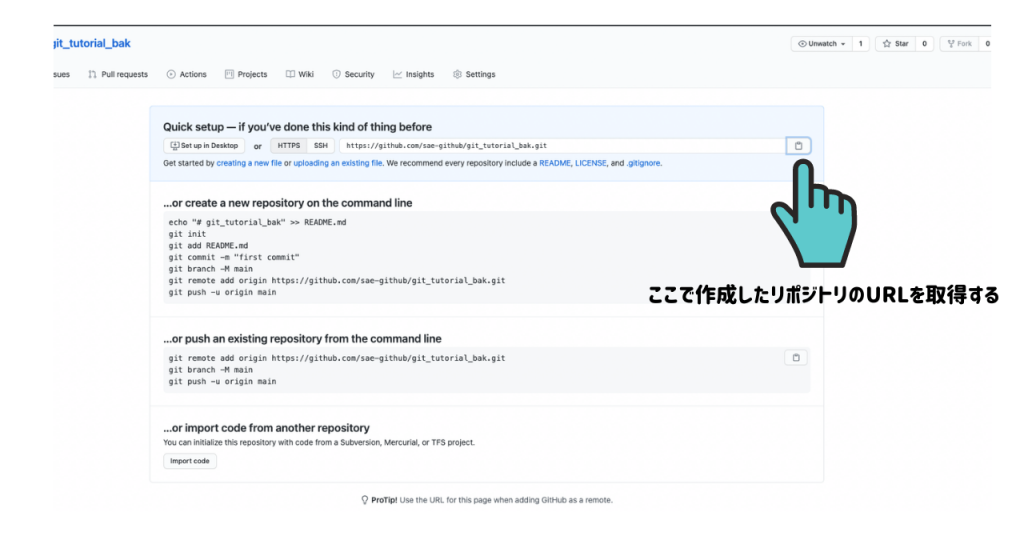 git_tutorial_bak
Unwatch 1 Star 0 Fork 0
sues Pull requests Actions Projects Wiki Security Insights Settings
Quick setup — if you've done this kind of thing before
Set up in Desktop or HTTPS SSH https://github.com/sae-github/git_tutorial_bak.git
Get started by creating a new file or uploading an existing file. We recommend every repository include a README, LICENSE, and .gitignore.
...or create a new repository on the command line
echo "# git_tutorial_bak" >> README.md
git init
git add README.md
git commit -m "first commit"
git branch -M main
git remote add origin https://github.com/sae-github/git_tutorial_bak.git
git push -u origin main
ここで作成したリポジトリのURLを取得する
...or push an existing repository from the command line
git remote add origin https://github.com/sae-github/git_tutorial_bak.git
git branch -M main
git push -u origin main
...or import code from another repository
You can initialize this repository with code from a Subversion, Mercurial, or TFS project.
Import code
ProTip! Use the URL for this page when adding GitHub as a remote.